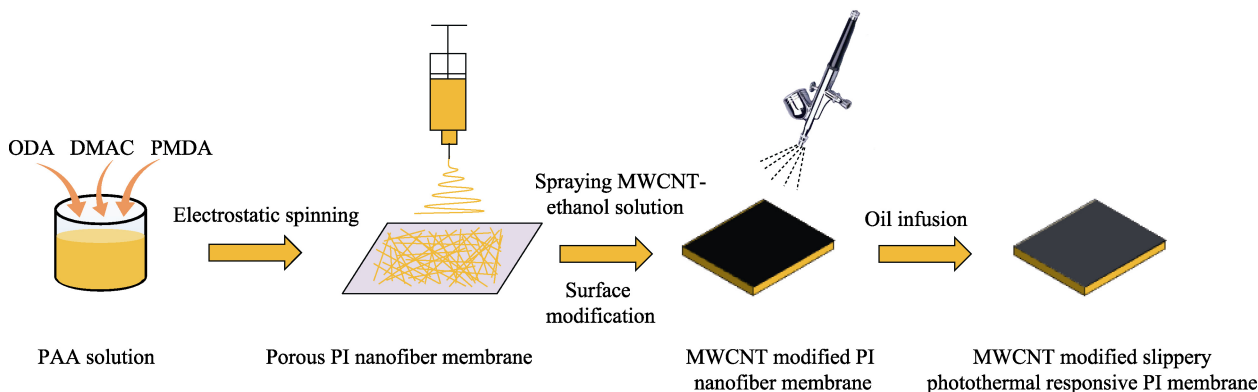 ODA DMAC PMDA
Electrostatic spinning
Spraying MWCNT-
ethanol solution
Surface
modification
Oil infusion
PAA solution
Porous PI nanofiber membrane
MWCNT modified PI
nanofiber membrane
MWCNT modified slippery
photothermal responsive PI membrane